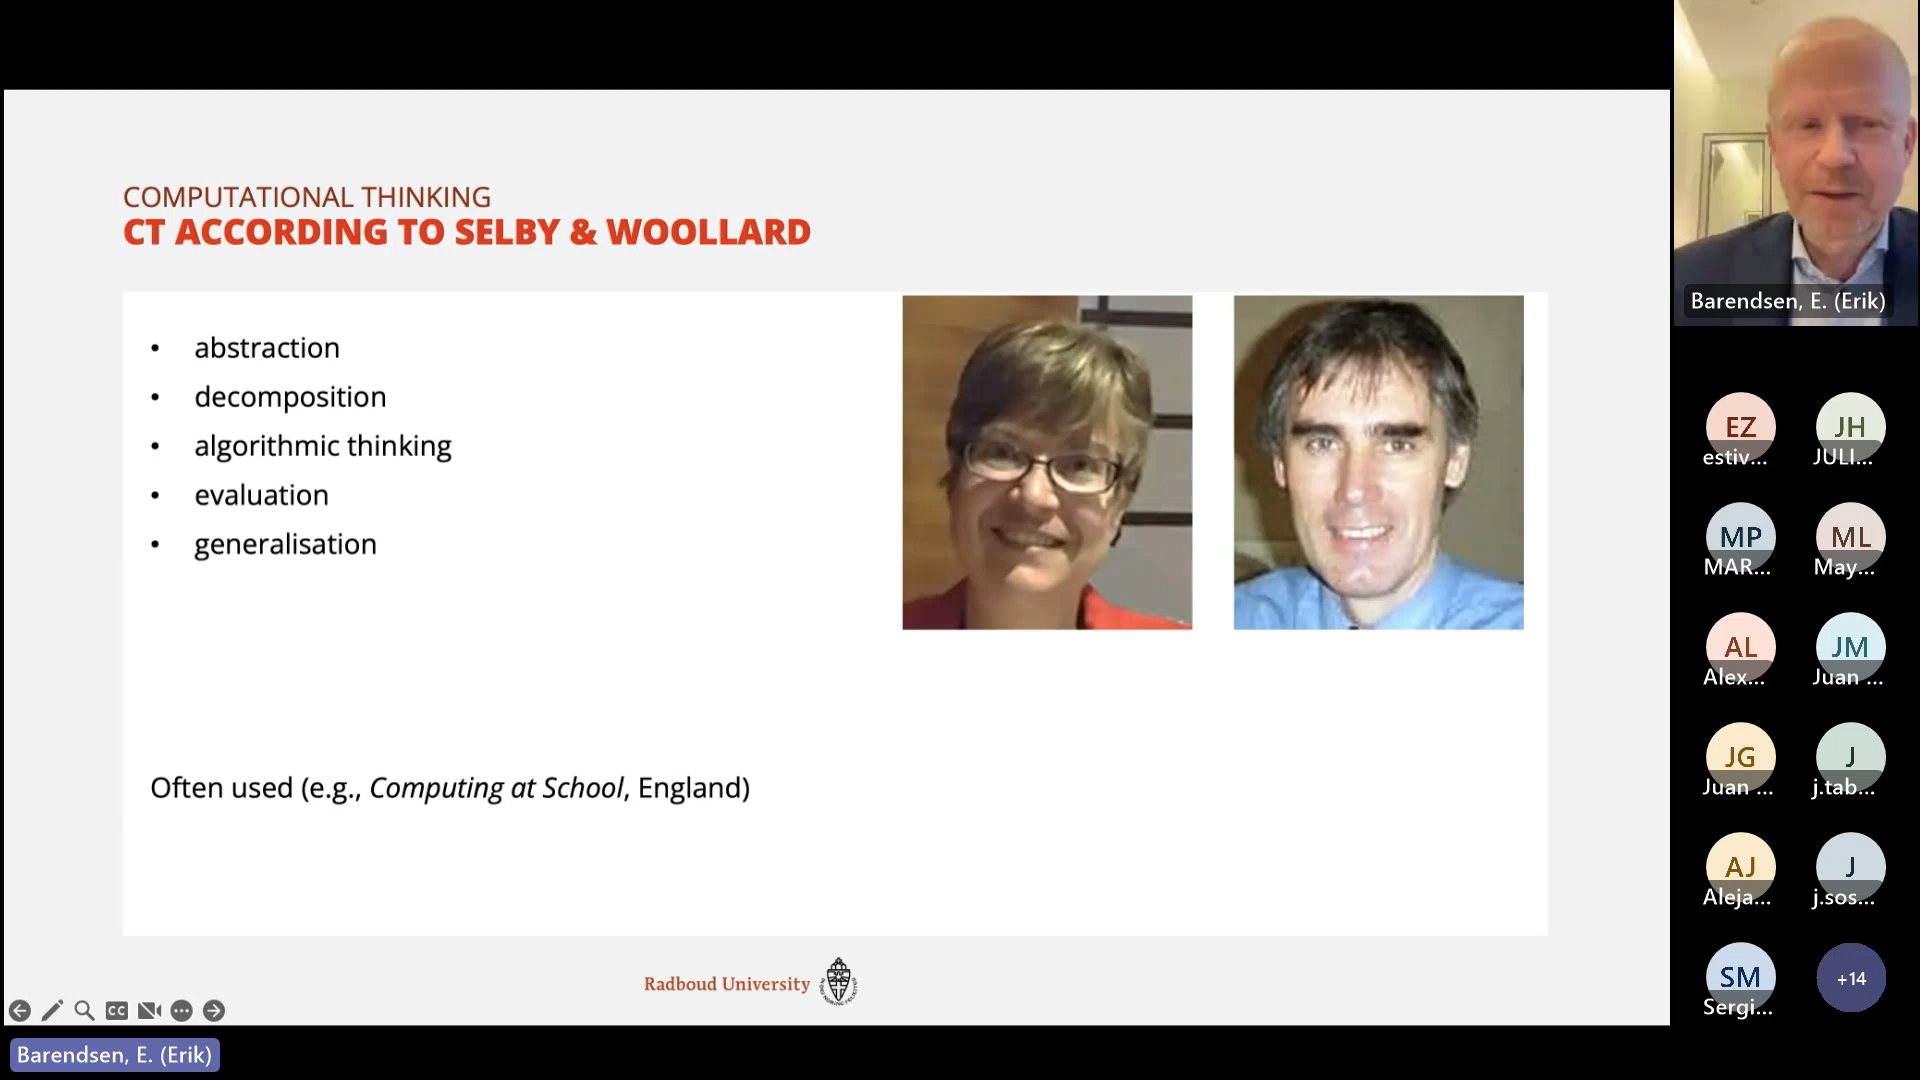 COMPUTATIONAL THINKING
CT ACCORDING TO SELBY & WOOLLARD
• abstraction
• decomposition
• algorithmic thinking
• evaluation
• generalisation
Often used (e.g., Computing at School, England)
Radboud University
CC
Barendsen, E. (Erik)
Barendsen, E. (Erik)
EZ
estiv...
JH
JULI...
MP
MAR...
ML
May...
AL
Alex...
JM
Juan ...
JG
Juan ...
J
j.tab...
AJ
Aleja...
J
j.sos...
SM
Sergi...
+14